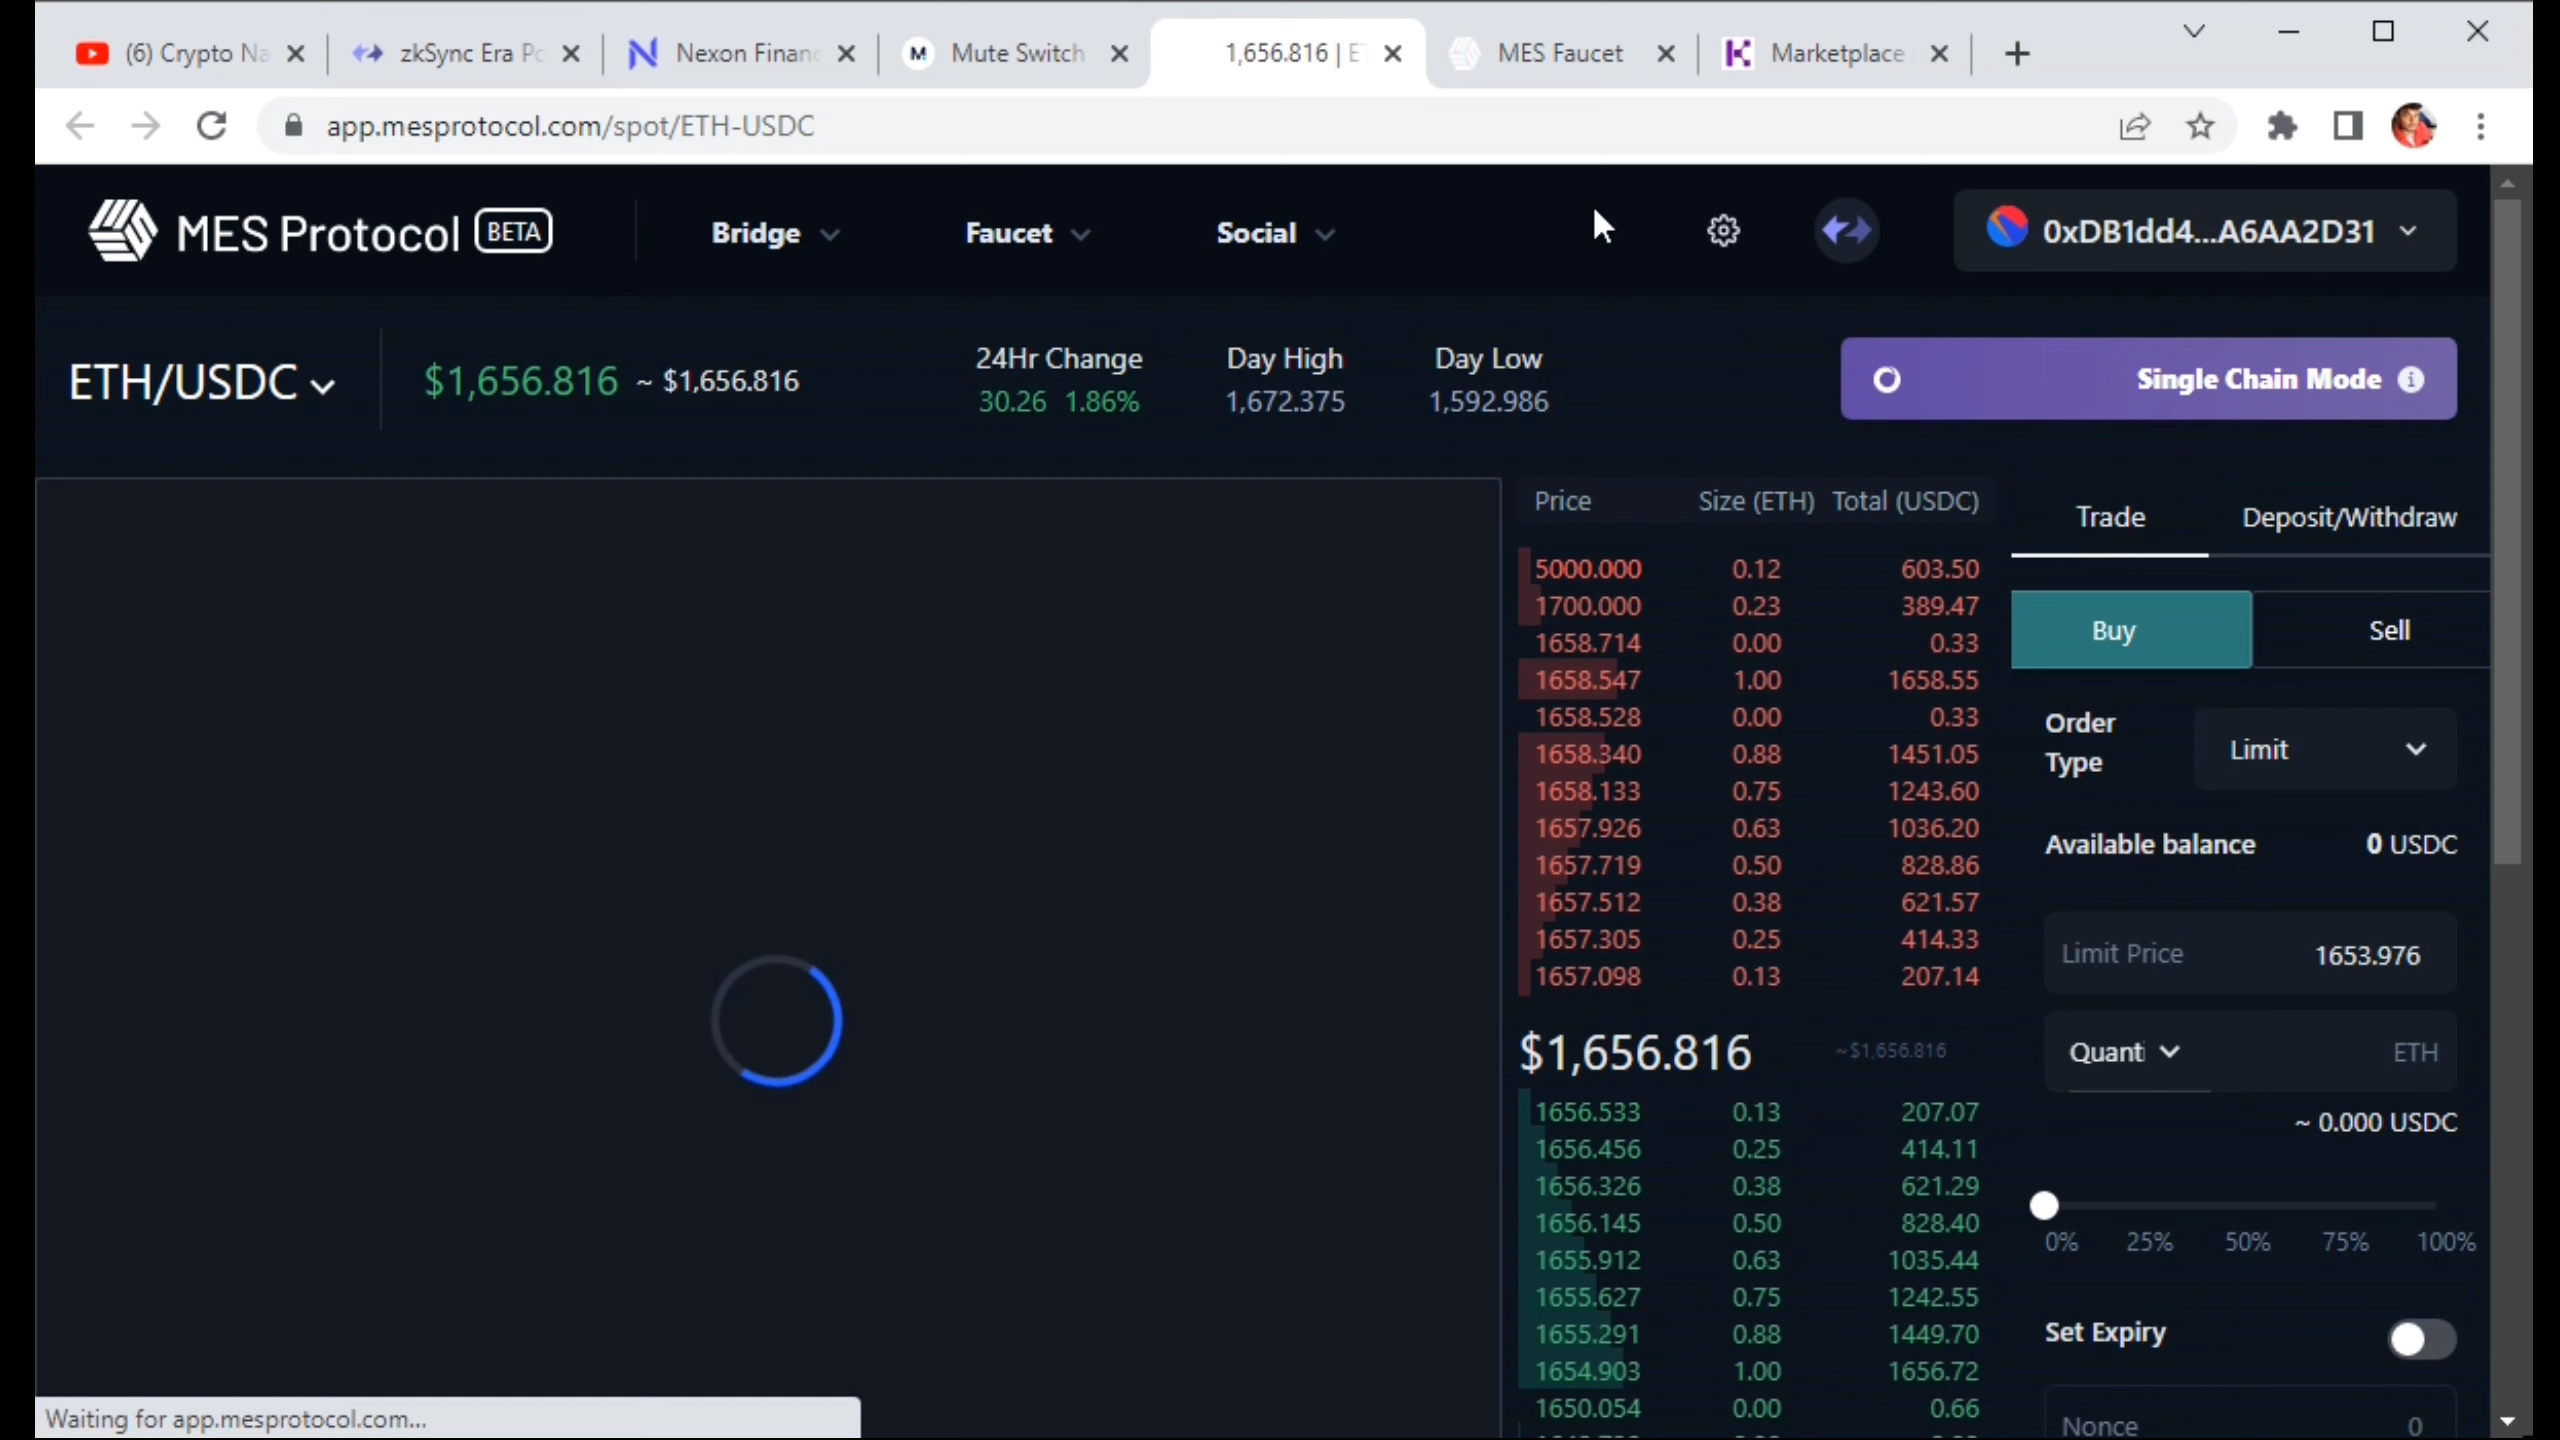 (6) Crypto Na
zkSync Era Po
Nexon Financ
M Mute Switch
1,656.816 | ET
MES Faucet
Marketplace
app.mesprotocol.com/spot/ETH-USDC
MES Protocol BETA
Bridge
Faucet
Social
0xDB1dd4...A6AA2D31
ETH/USDC
$1,656.816 ~ $1,656.816
24Hr Change
30.26 1.86%
Day High
1,672.375
Day Low
1,592.986
Single Chain Mode
Price Size (ETH) Total (USDC)
5000.000 0.12 603.50
1700.000 0.23 389.47
1658.714 0.00 0.33
1658.547 1.00 1658.55
1658.528 0.00 0.33
1658.340 0.88 1451.05
1658.133 0.75 1243.60
1657.926 0.63 1036.20
1657.719 0.50 828.86
1657.512 0.38 621.57
1657.305 0.25 414.33
1657.098 0.13 207.14
$1,656.816 ~$1,656.816
1656.533 0.13 207.07
1656.456 0.25 414.11
1656.326 0.38 621.29
1656.145 0.50 828.40
1655.912 0.63 1035.44
1655.627 0.75 1242.55
1655.291 0.88 1449.70
1654.903 1.00 1656.72
1650.054 0.00 0.66
Trade Deposit/Withdraw
Buy Sell
Order
Type
Limit
Available balance 0 USDC
Limit Price 1653.976
Quanti ETH
~ 0.000 USDC
0% 25% 50% 75% 100%
Set Expiry
Nonce 0
Waiting for app.mesprotocol.com...